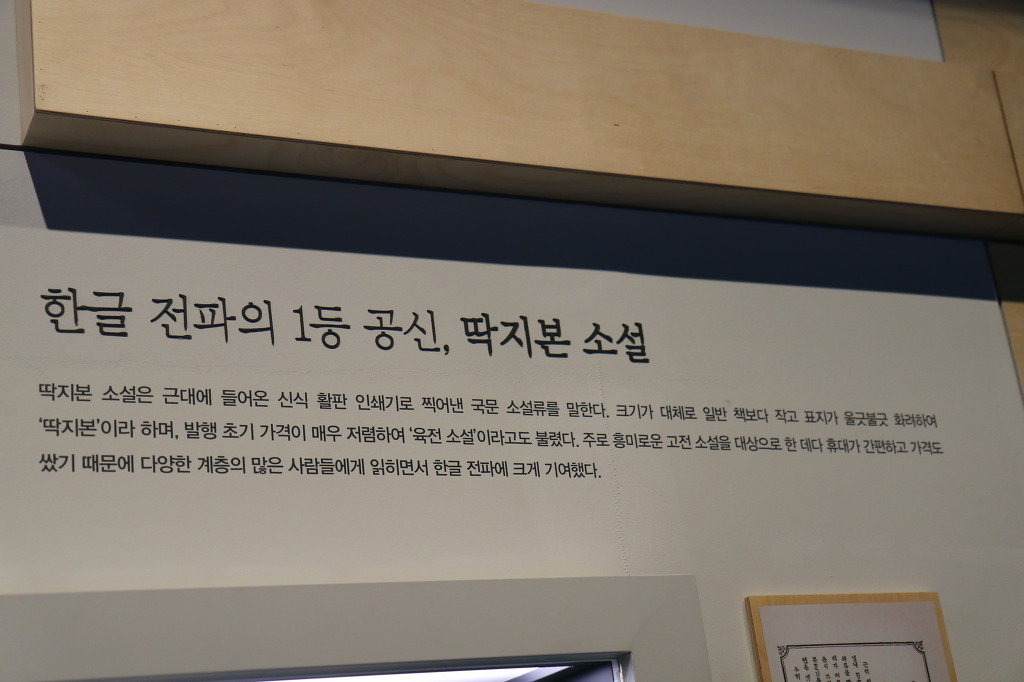 한글 전파의 1등 공신, 딱지본 소설
딱지본 소설은 근대에 들어온 신식 활판 인쇄기로 찍어낸 국문 소설류를 말한다. 크기가 대체로 일반 책보다 작고 표지가 울긋불긋 화려하여
‘딱지본’이라 하며, 발행 초기 가격이 매우 저렴하여 ‘육전 소설’이라고도 불렸다. 주로 흥미로운 고전 소설을 대상으로 한 데다 휴대가 간편하고 가격도
쌌기 때문에 다양한 계층의 많은 사람들에게 읽히면서 한글 전파에 크게 기여했다.